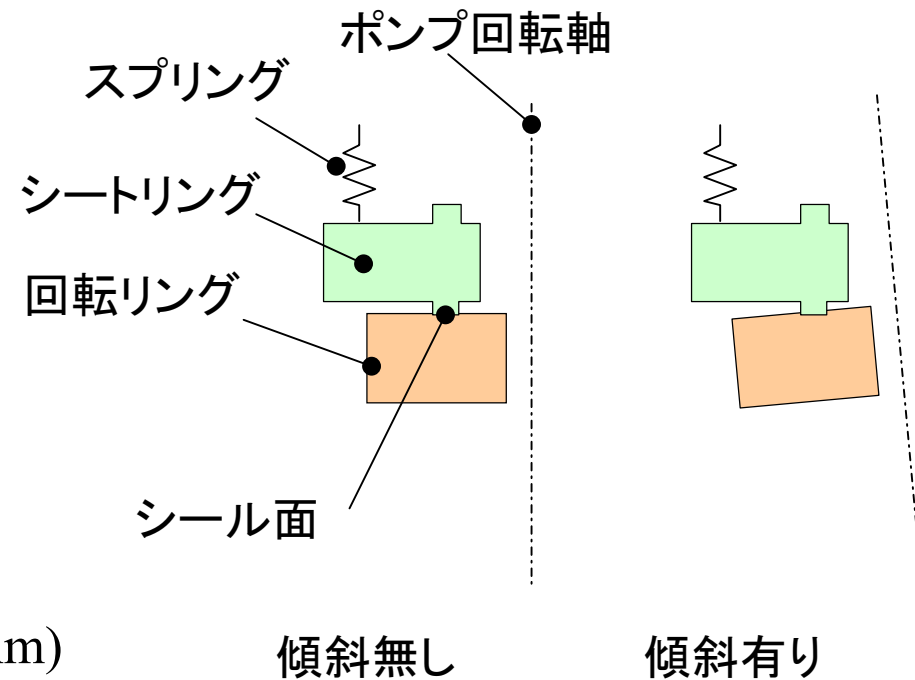 ポンプ回転軸
スプリング
シートリング
回転リング
シール面
m)
傾斜無し
傾斜有り